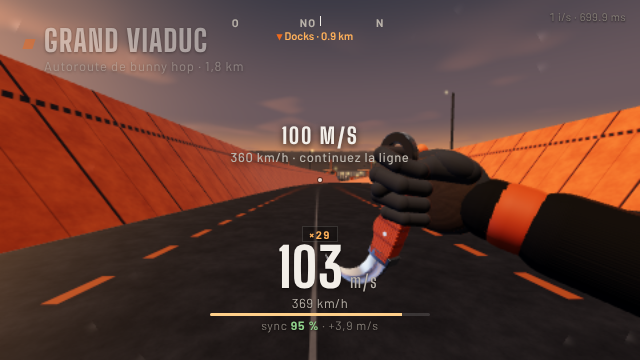 O NO N
▼Docks · 0.9 km
1 i/s · 699.9 ms
GRAND VIADUC
Autoroute de bunny hop · 1,8 km
100 M/S
360 km/h · continuez la ligne
×29
103 m/s
369 km/h
sync 95 % · +3,9 m/s